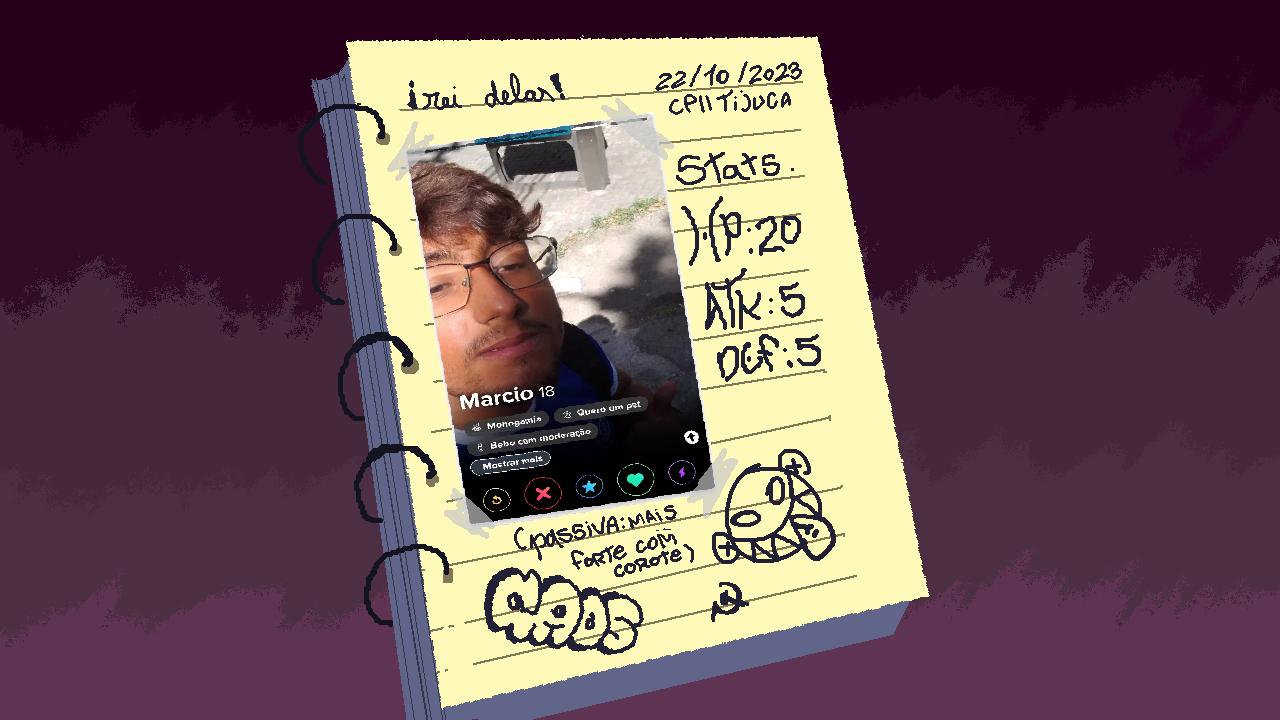 ¡rei delas!
22/10/2023
CPII TIJUCA
Stats.
HP:20
ATK:5
DEF:5
Marcio 18
Monogamia
Quero um pet
Bebo com moderação
Mostrar mais
(PASSIVA: MAIS
FORTE COM
COROTE)